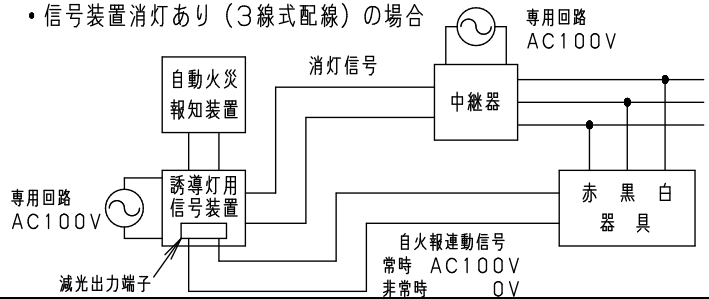 ・信号装置消灯あり（3線式配線）の場合
専用回路
AC100V
消灯信号
自動火災
報知装置
中継器
誘導灯用
信号装置
専用回路
AC100V
赤 黒 白
器 具
自火報連動信号
常時 AC100V
非常時 0V
減光出力端子